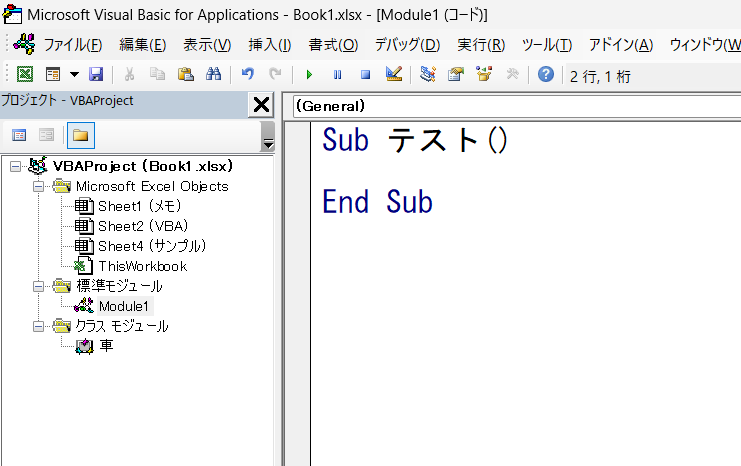 Microsoft Visual Basic for Applications - Book1.xlsx - [Module1 (コード)]
ファイル(F) 編集(E) 表示(V) 挿入(I) 書式(O) デバッグ(D) 実行(R) ツール(T) アドイン(A) ウィンドウ(W
2 行, 1 桁
プロジェクト - VBAProject
(General)
VBAProject (Book1.xlsx)
Microsoft Excel Objects
Sheet1 (メモ)
Sheet2 (VBA)
Sheet4 (サンプル)
ThisWorkbook
標準モジュール
Module1
クラス モジュール
車
Sub テスト()
End Sub